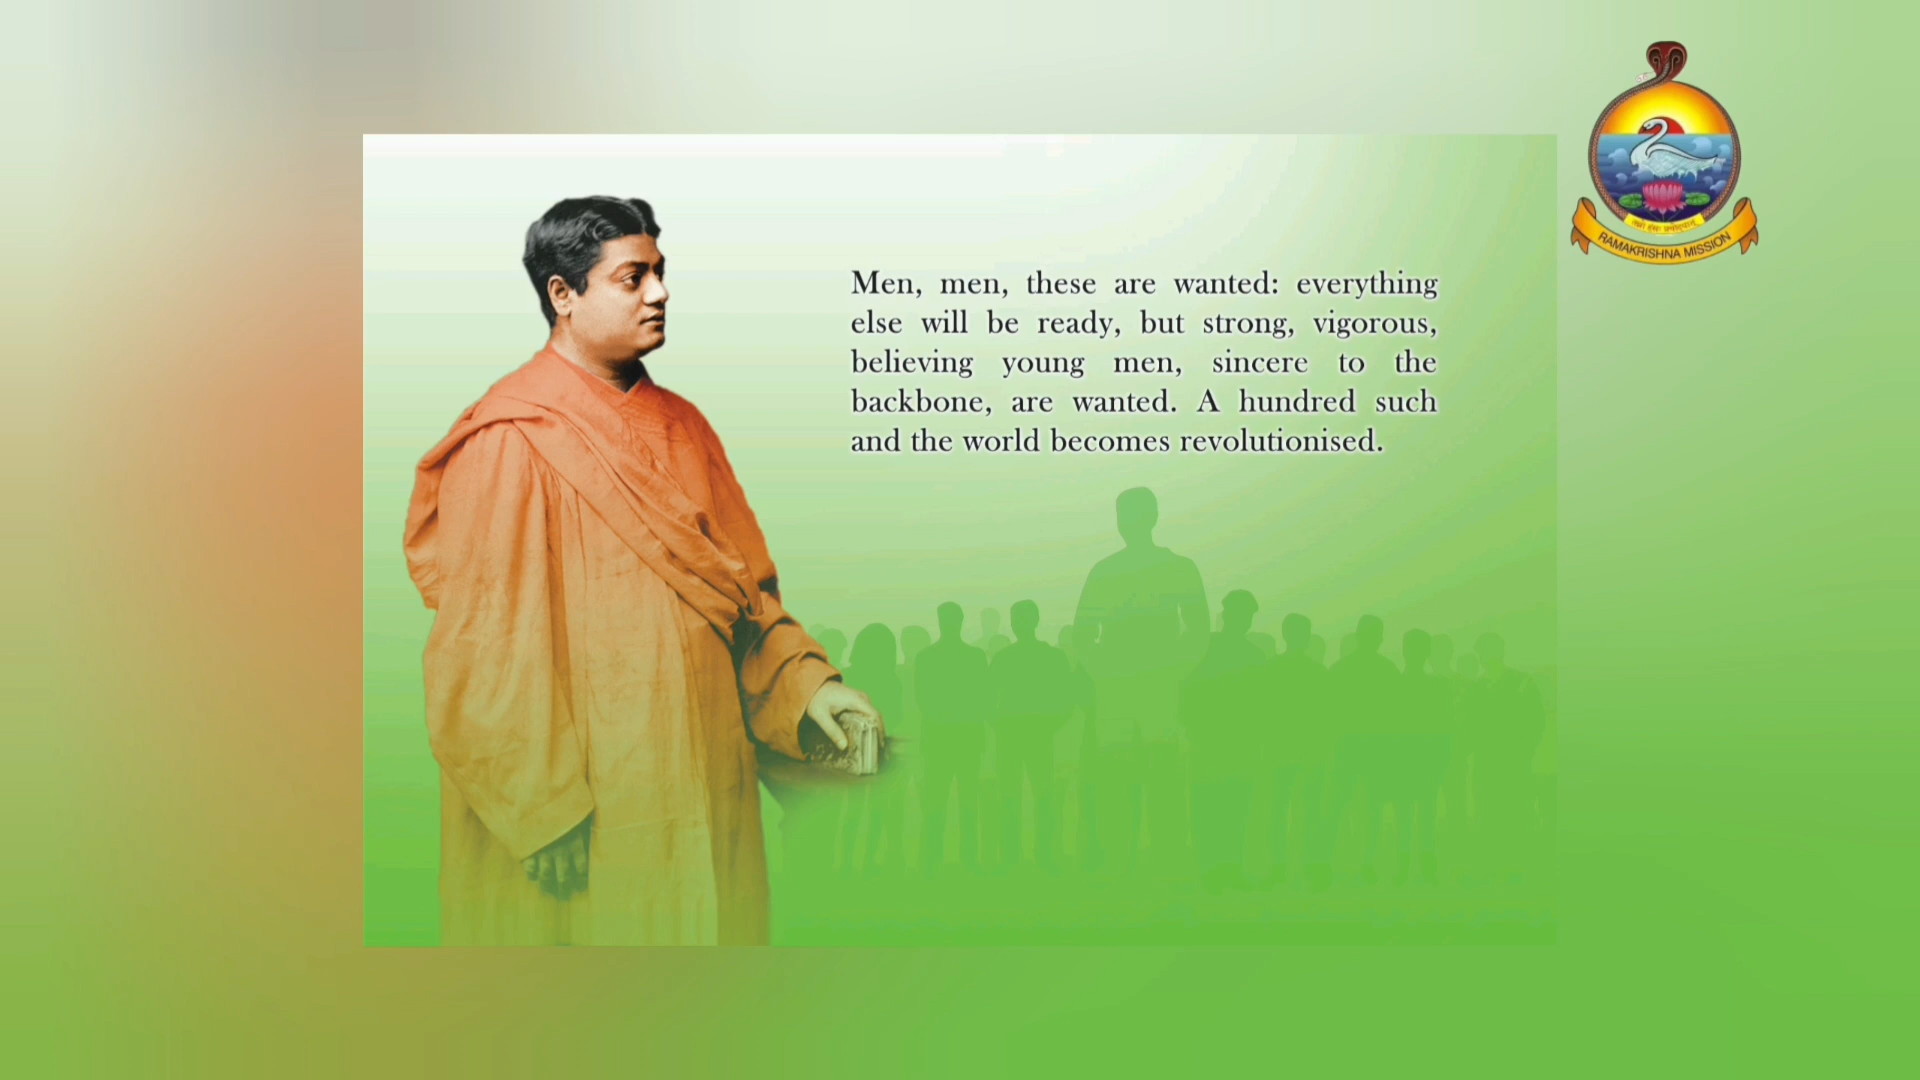 Men, men, these are wanted: everything
else will be ready, but strong, vigorous,
believing young men, sincere to the
backbone, are wanted. A hundred such
and the world becomes revolutionised.
RAMAKRISHNA MISSION